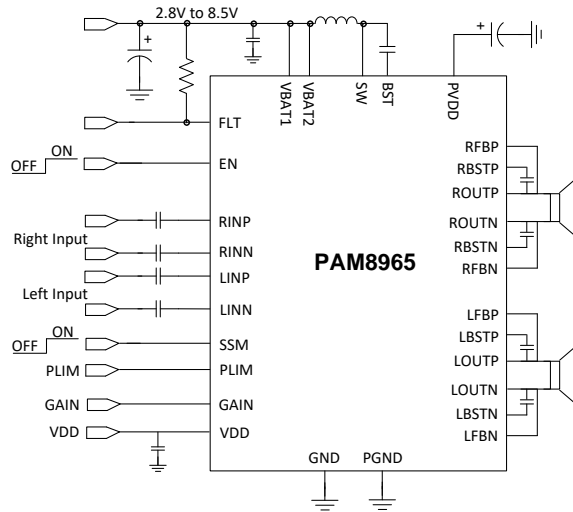 2.8V to 8.5V
+
+
VBAT1
VBAT2
SW
BST
PVDD
FLT
OFF
ON
EN
RINP
Right Input
RINN
LINP
Left Input
LINN
OFF
ON
SSM
PLIM
PLIM
GAIN
GAIN
VDD
VDD
PAM8965
RFBP
RBSTP
ROUTP
ROUTN
RBSTN
RFBN
LFBP
LBSTP
LOUTP
LOUTN
LBSTN
LFBN
GND
PGND